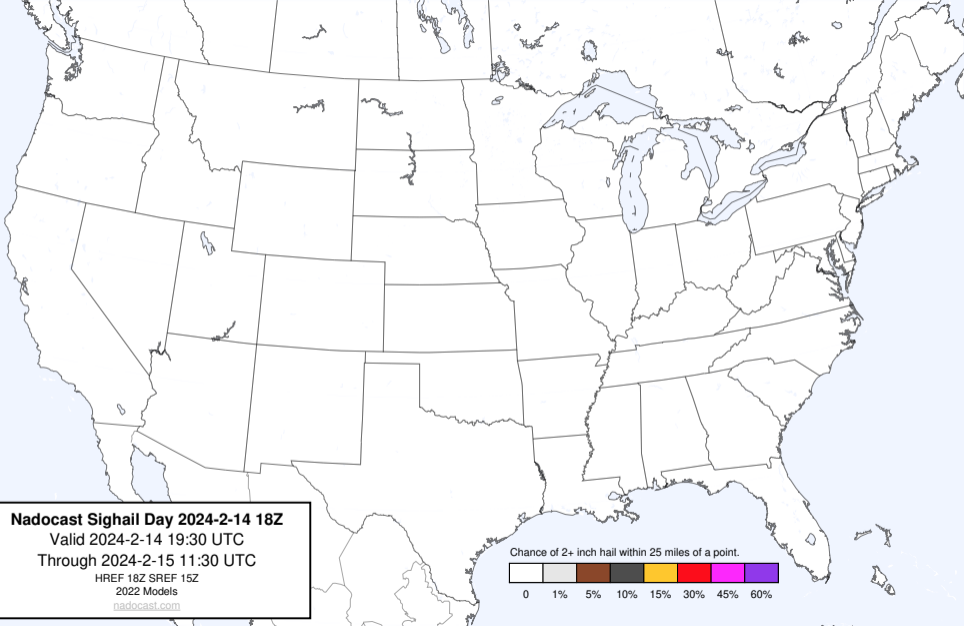 Nadocast Sighail Day 2024-2-14 18Z
Valid 2024-2-14 19:30 UTC
Through 2024-2-15 11:30 UTC
HREF 18Z SREF 15Z
2022 Models
nadocast.com
Chance of 2+ inch hail within 25 miles of a point.
0 1% 5% 10% 15% 30% 45% 60%